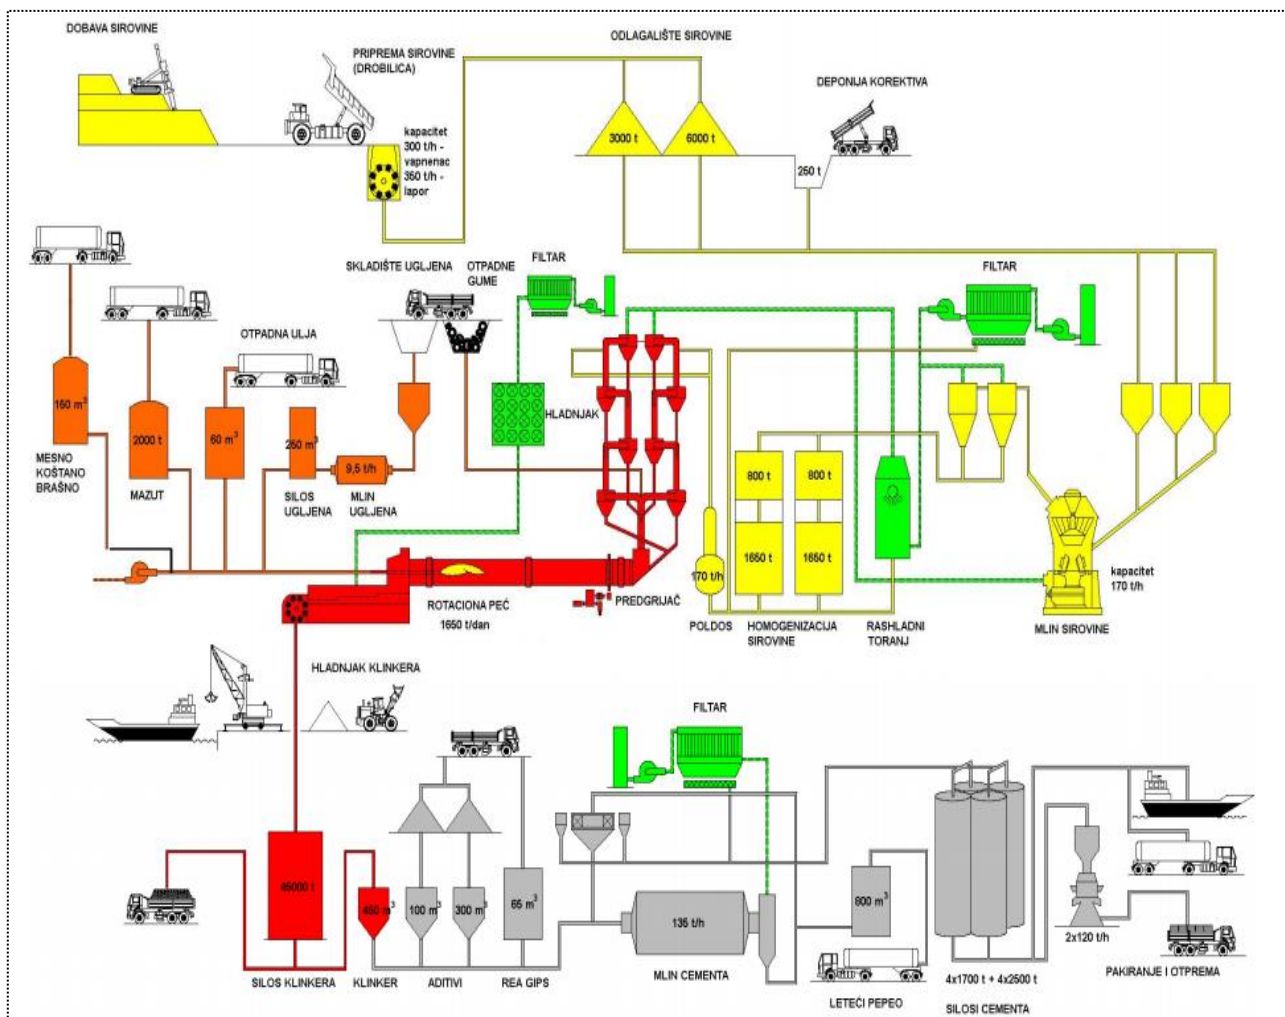 DOBAVA SIROVINE
PRIPREMA SIROVINE
(DROBILICA)
kapacitet
300 t/h -
vapnenac
350 t/h -
lapor
ODLAGALIŠTE SIROVINE
3000 t
6000 t
DEPONIJA KOREKTIVA
250 t
SKLADIŠTE UGLJENA
OTPADNE
GUME
FILTAR
FILTAR
OTPADNA ULJA
160 m³
2000 t
60 m³
250 m³
9,5 t/h
HLADNJAK
MESNO
KOŠTANO
BRAŠNO
MAZUT
SILOS
UGLJENA
MLIN
UGLJENA
800 t
800 t
1650 t
1650 t
170 t/h
kapacitet
170 t/h
ROTACIONA PEĆ
1650 t/dan
PREDGRIJAČ
POLDOS
HOMOGENIZACIJA
SIROVINE
RASHLADNI
TORANJ
MLIN SIROVINE
HLADNJAK KLINKERA
FILTAR
45000 t
450 m³
100 m³
300 m³
65 m³
135 t/h
800 m³
2x120 t/h
SILOS KLINKERA
KLINKER
ADITIVI
REA GIPS
MLIN CEMENTA
LETEĆI PEPEO
4x1700 t + 4x2500 t
SILOSI CEMENTA
PAKIRANJE I OTPREMA